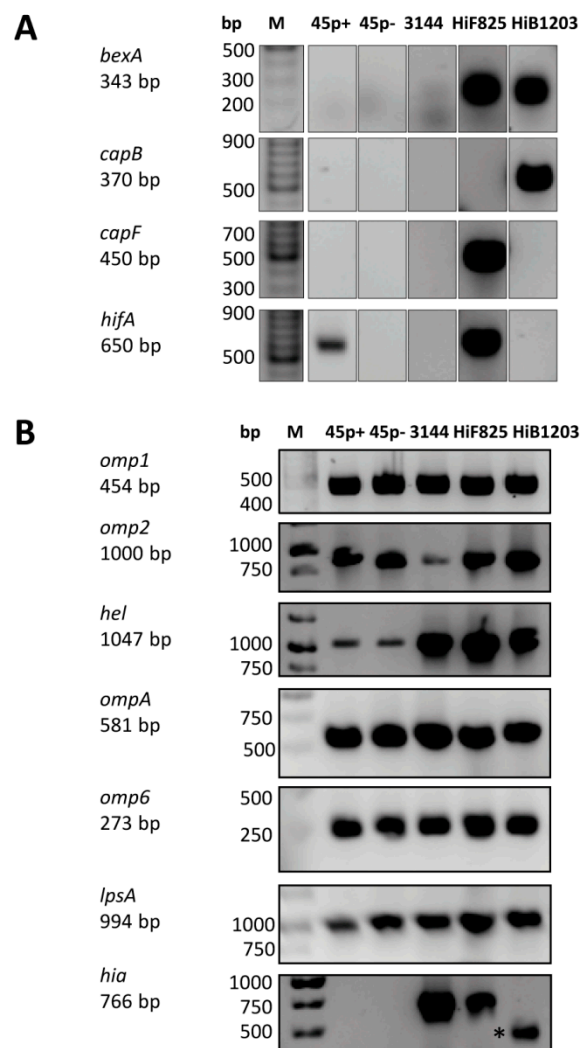 A
bp M 45p+ 45p- 3144 HiF825 HiB1203
bexA
343 bp
500
300
200
capB
370 bp
900
500
capF
450 bp
700
500
300
hifA
650 bp
900
500
B
bp M 45p+ 45p- 3144 HiF825 HiB1203
omp1
454 bp
500
400
omp2
1000 bp
1000
750
hel
1047 bp
1000
750
ompA
581 bp
750
500
omp6
273 bp
500
250
lpsA
994 bp
1000
750
hia
766 bp
1000
750
500
*